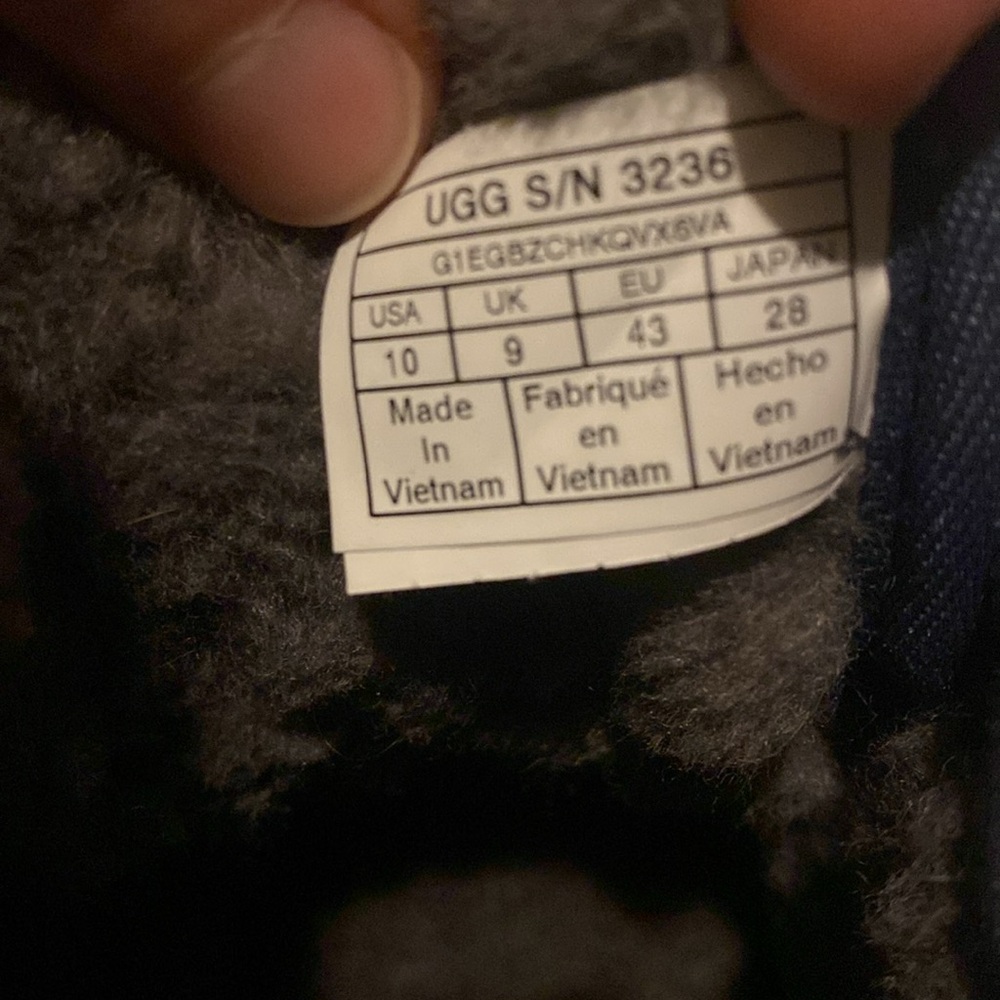 UGG S/N 3236
G1EGBZCHKQVX6VA
USA UK EU JAPAN
10 9 43 28
Made In Vietnam
Fabriqué en Vietnam
Hecho en Vietnam